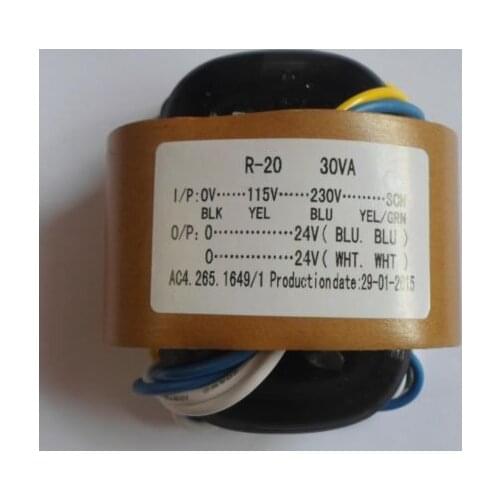 R-20 30VA
I/P:0V······115V······230V·········SCN
BLK YEL BLU YEL/GRN
O/P: 0···············24V( BLU. BLU )
0···············24V( WHT. WHT )
AC4.265.1649/1 Productiondate:29-01-2015